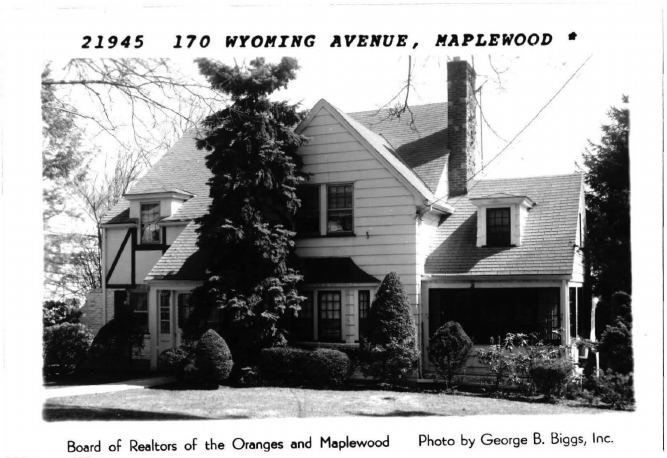 21945 170 WYOMING AVENUE, MAPLEWOOD *
Board of Realtors of the Oranges and Maplewood Photo by George B. Biggs, Inc.